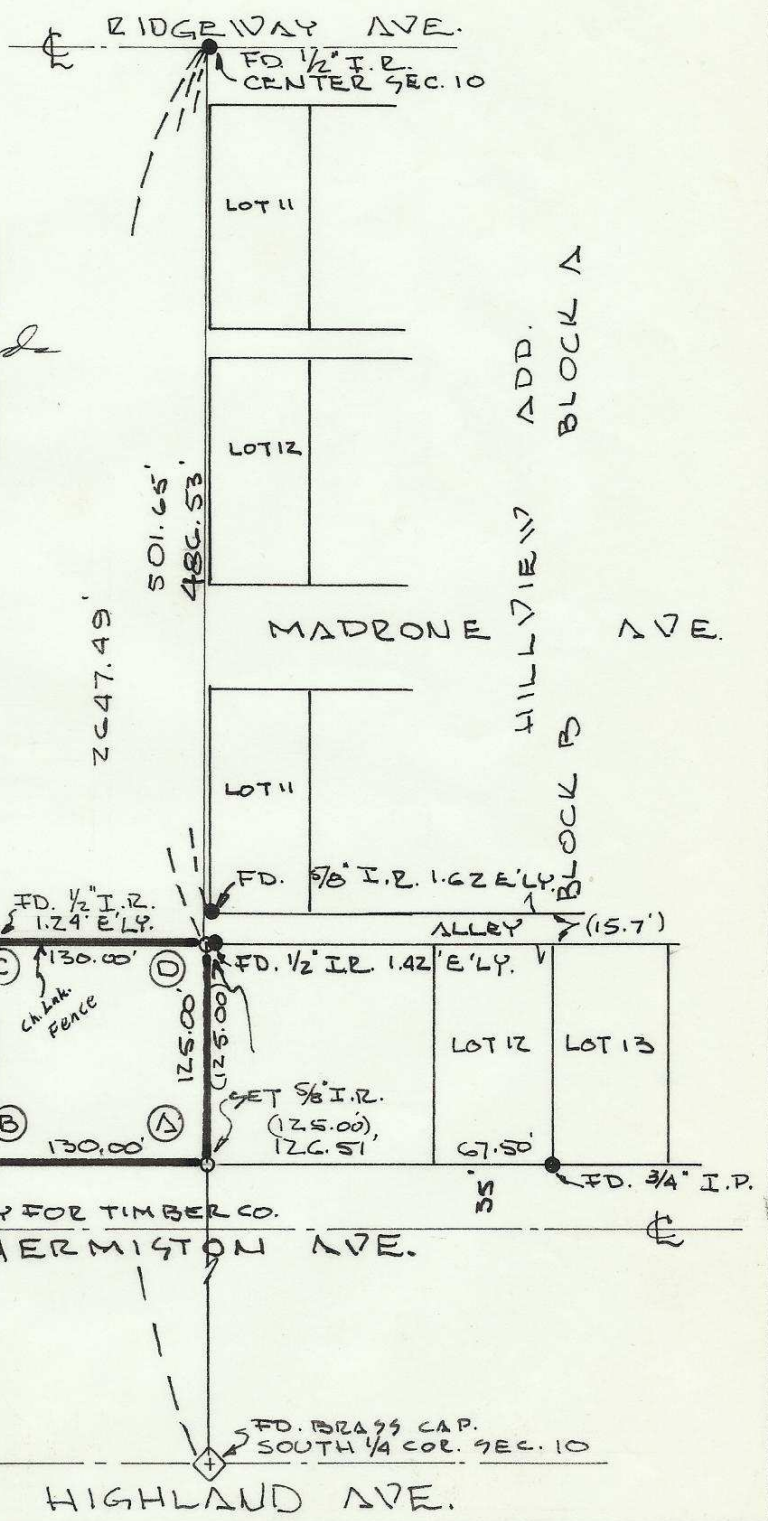 RIDGEWAY AVE.
℄
FD. 1/2" I.R.
CENTER SEC. 10
LOT 11
LOT 12
HILLVIEW ADD.
BLOCK A
501.65'
486.53'
2647.49'
MADRONE AVE.
LOT 11
BLOCK B
FD. 5/8" I.R. 1.62 E'LY.
FD. 1/2" I.R.
1.24' E'LY.
ALLEY (15.7')
130.00'
C
D
FD. 1/2" I.R. 1.42' E'LY.
Ch. Lnk.
Fence
125.00'
(125.00)
LOT 12
LOT 13
SET 5/8" I.R.
(125.00),
126.51'
B
A
130.00'
67.50'
FD. 3/4" I.P.
35'
Y FOR TIMBER CO.
℄
HERMISTON AVE.
FD. BRASS CAP.
SOUTH 1/4 COR. SEC. 10
HIGHLAND AVE.